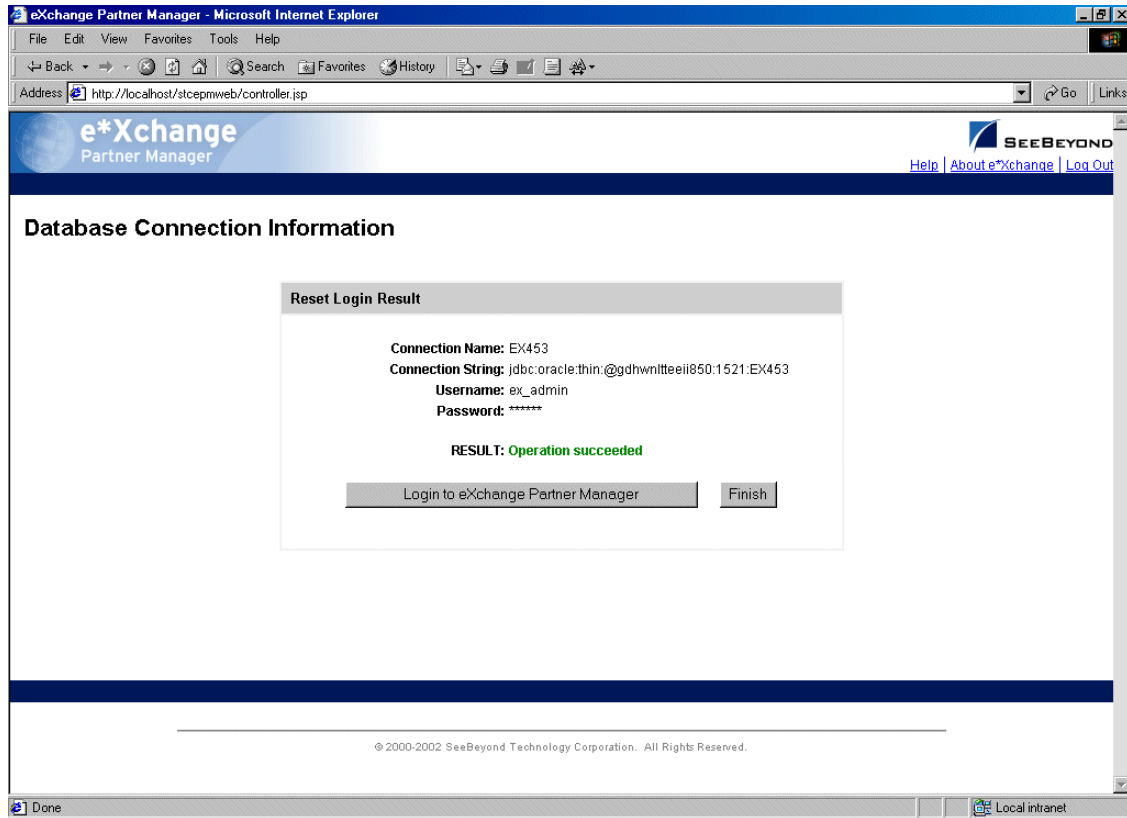 eXchange Partner Manager - Microsoft Internet Explorer
File Edit View Favorites Tools Help
Back Search Favorites History
Address http://localhost/stcepmweb/controller.jsp Go Links
e*Xchange
Partner Manager
SEEBEYOND
Help | About e*Xchange | Log Out
Database Connection Information
Reset Login Result
Connection Name: EX453
Connection String: jdbc:oracle:thin:@gdhwnltteeii850:1521:EX453
Username: ex_admin
Password: ******
RESULT: Operation succeeded
Login to eXchange Partner Manager Finish
© 2000-2002 SeeBeyond Technology Corporation. All Rights Reserved.
Done Local intranet